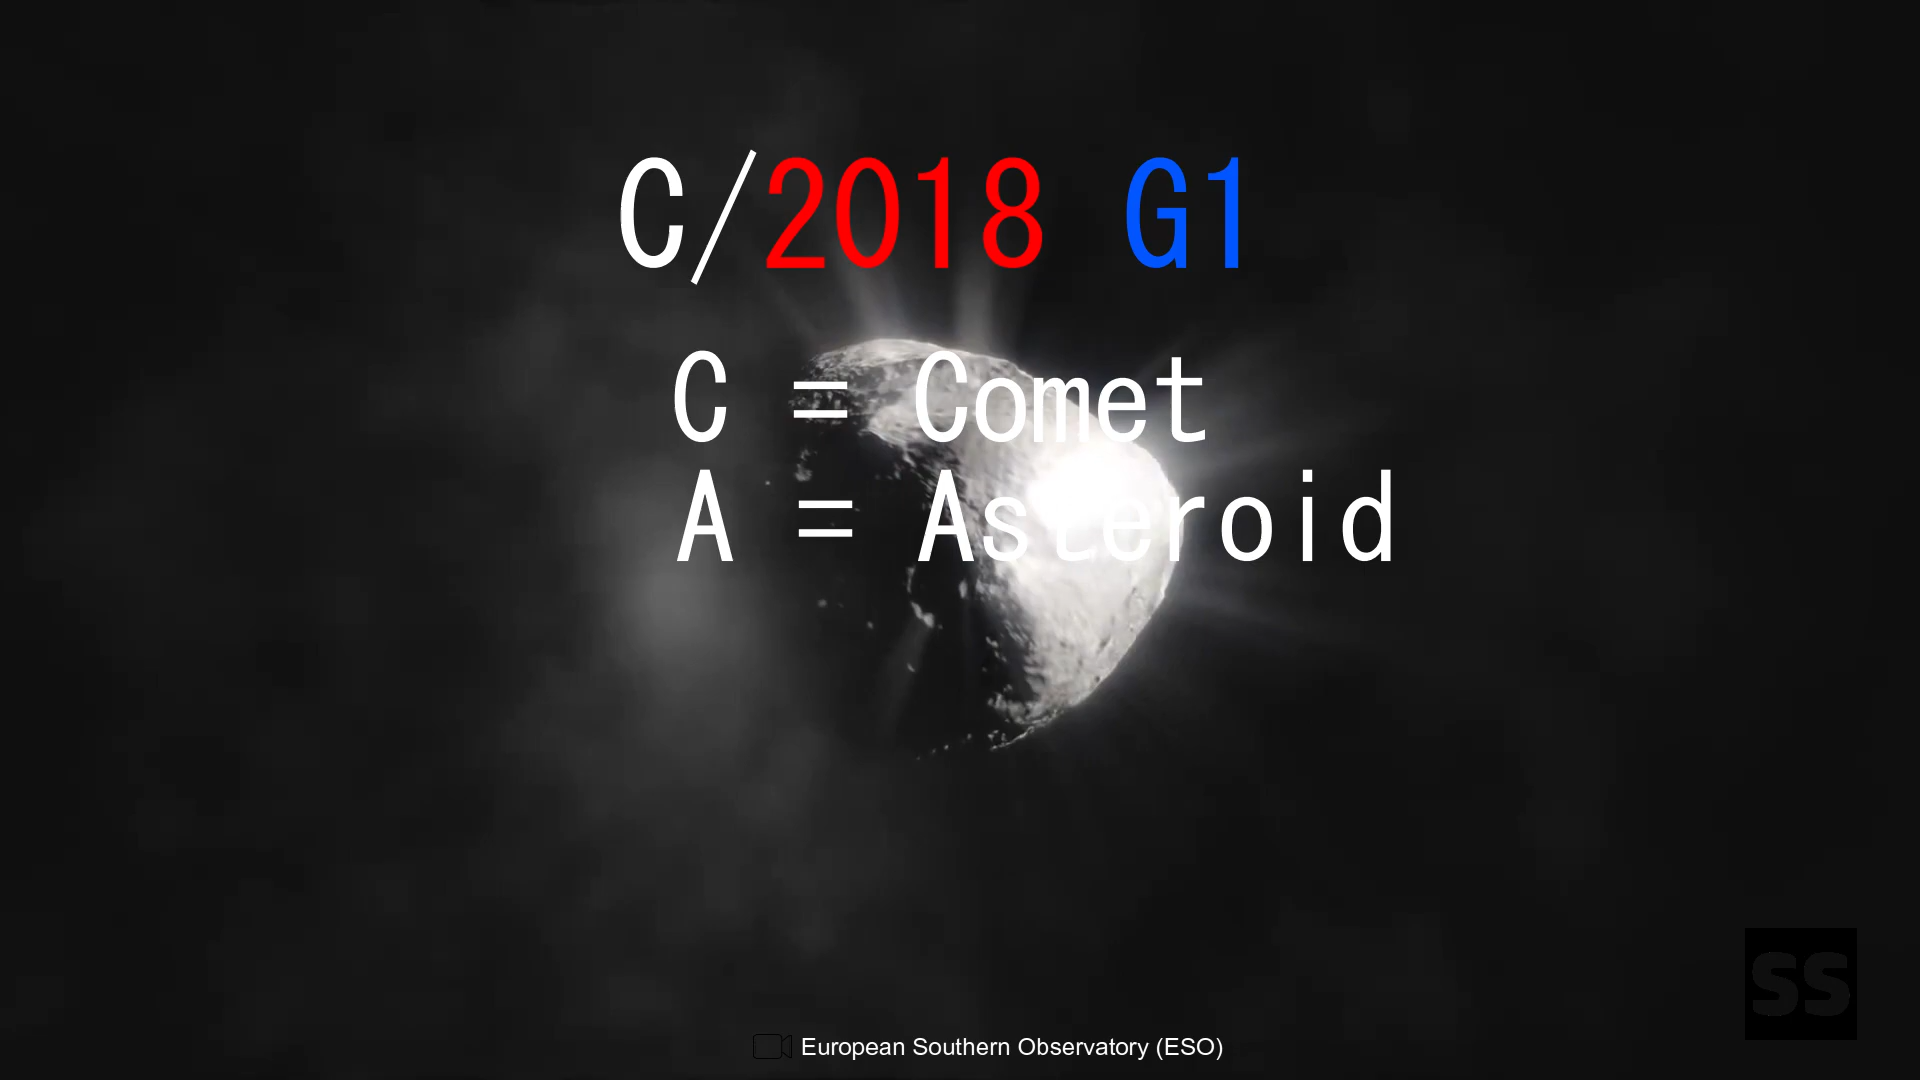 C/2018 G1
C = Comet
A = Asteroid
SS
European Southern Observatory (ESO)